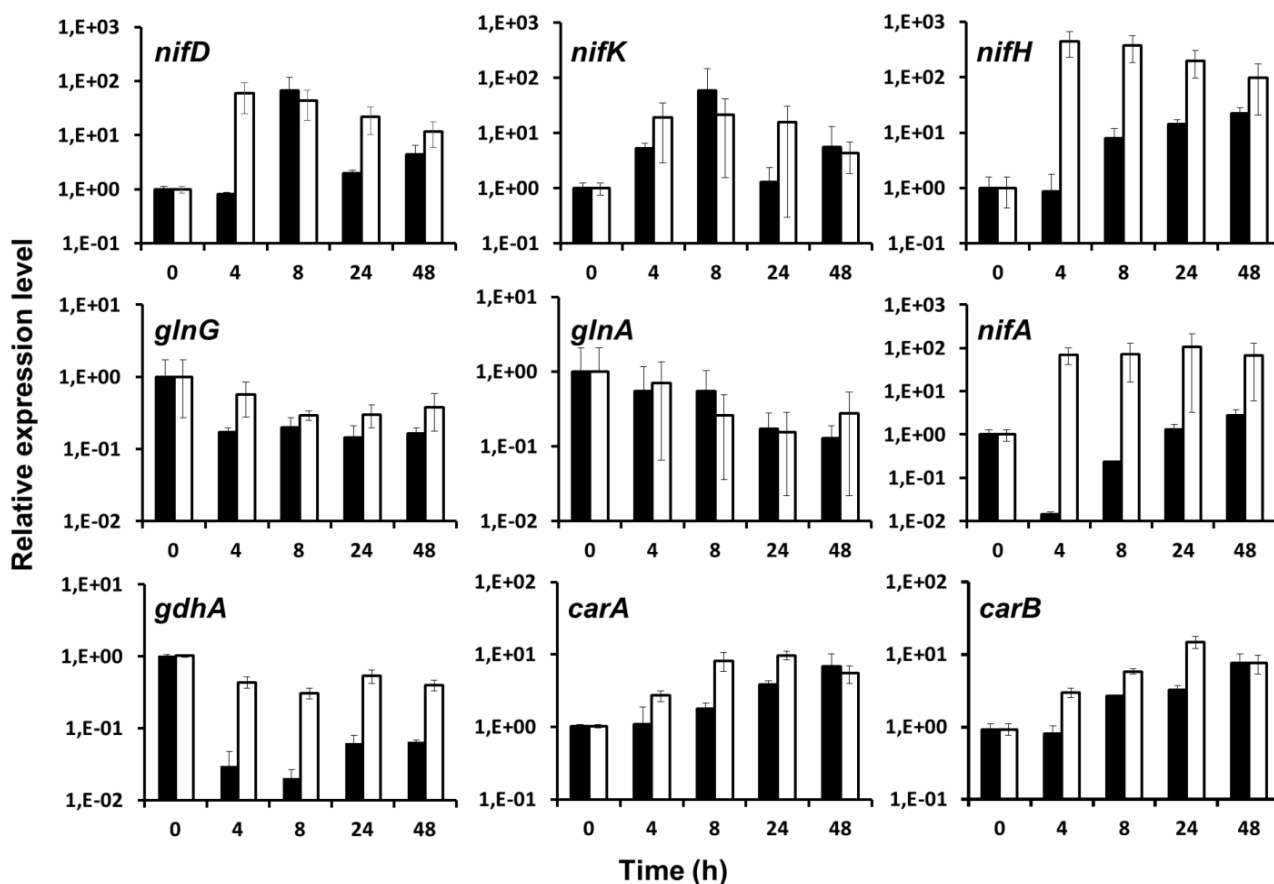 Relative expression level
nifD
1,E+03
1,E+02
1,E+01
1,E+00
1,E-01
0 4 8 24 48
nifK
1,E+03
1,E+02
1,E+01
1,E+00
1,E-01
0 4 8 24 48
nifH
1,E+03
1,E+02
1,E+01
1,E+00
1,E-01
0 4 8 24 48
glnG
1,E+01
1,E+00
1,E-01
1,E-02
0 4 8 24 48
glnA
1,E+01
1,E+00
1,E-01
1,E-02
0 4 8 24 48
nifA
1,E+03
1,E+02
1,E+01
1,E+00
1,E-01
1,E-02
0 4 8 24 48
gdhA
1,E+01
1,E+00
1,E-01
1,E-02
0 4 8 24 48
carA
1,E+02
1,E+01
1,E+00
1,E-01
0 4 8 24 48
carB
1,E+02
1,E+01
1,E+00
1,E-01
0 4 8 24 48
Time (h)